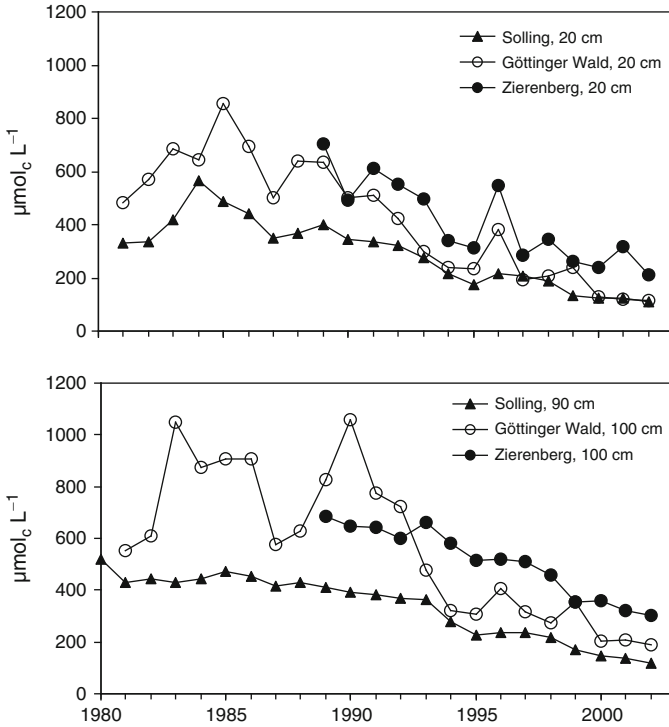 1200
1000
800
600
400
200
0
μmol_c L⁻¹
Solling, 20 cm
Göttinger Wald, 20 cm
Zierenberg, 20 cm
1200
1000
800
600
400
200
0
μmol_c L⁻¹
Solling, 90 cm
Göttinger Wald, 100 cm
Zierenberg, 100 cm
1980 1985 1990 1995 2000